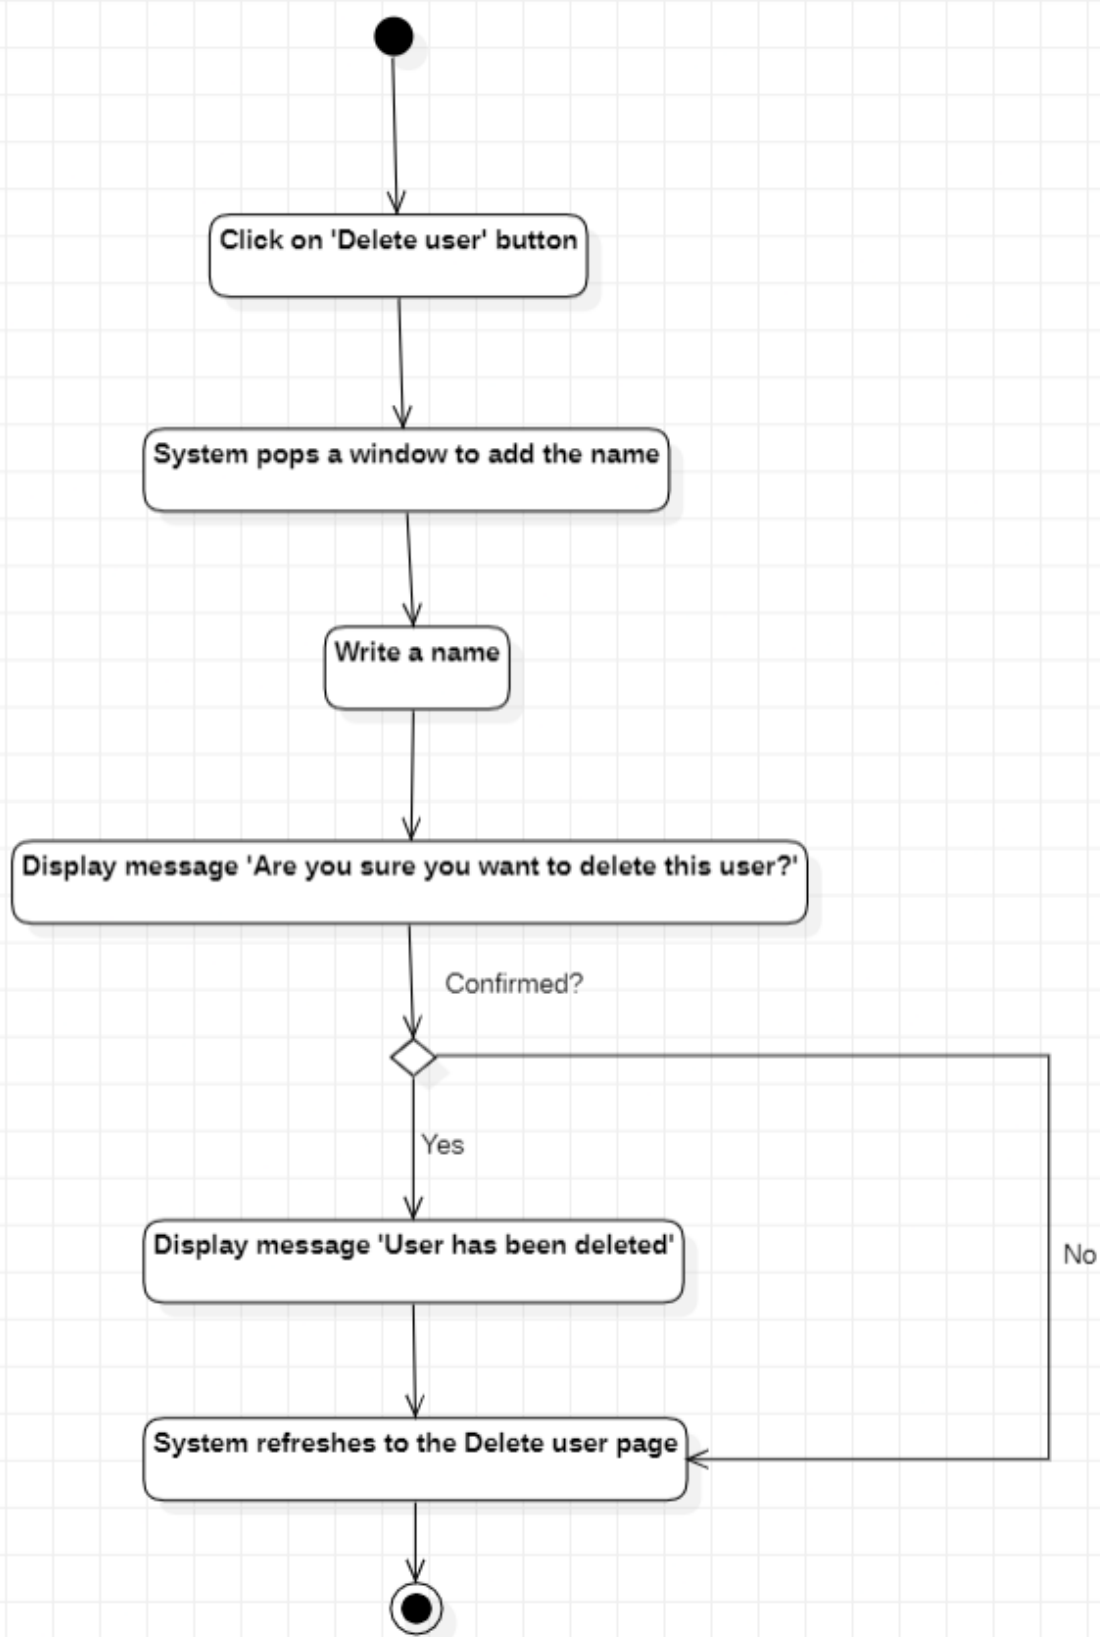 Click on 'Delete user' button
System pops a window to add the name
Write a name
Display message 'Are you sure you want to delete this user?'
Confirmed?
Yes
Display message 'User has been deleted'
No
System refreshes to the Delete user page